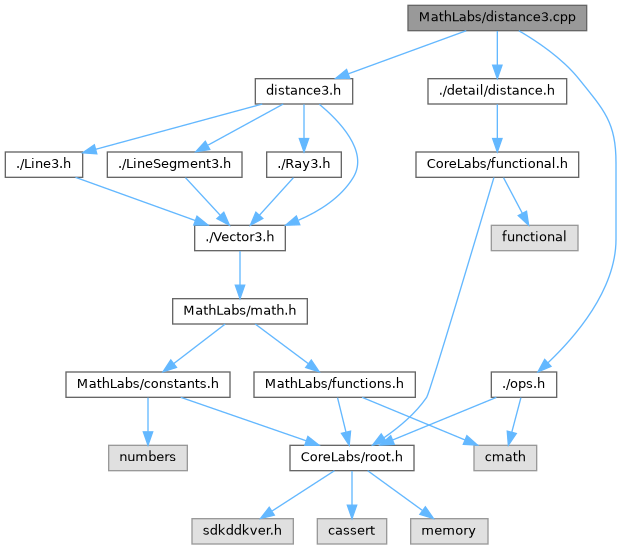 MathLabs/distance3.cpp
distance3.h
./detail/distance.h
./Line3.h
./LineSegment3.h
./Ray3.h
CoreLabs/functional.h
./Vector3.h
functional
MathLabs/math.h
MathLabs/constants.h
MathLabs/functions.h
./ops.h
numbers
CoreLabs/root.h
cmath
sdkddkver.h
cassert
memory